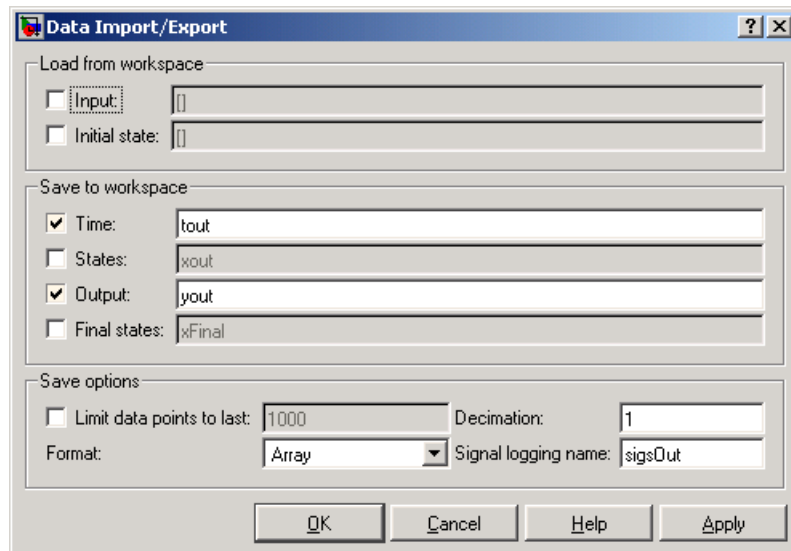 Data Import/Export
Load from workspace
Input: []
Initial state: []
Save to workspace
Time: tout
States: xout
Output: yout
Final states: xFinal
Save options
Limit data points to last: 1000 Decimation: 1
Format: Array Signal logging name: sigsOut
OK Cancel Help Apply